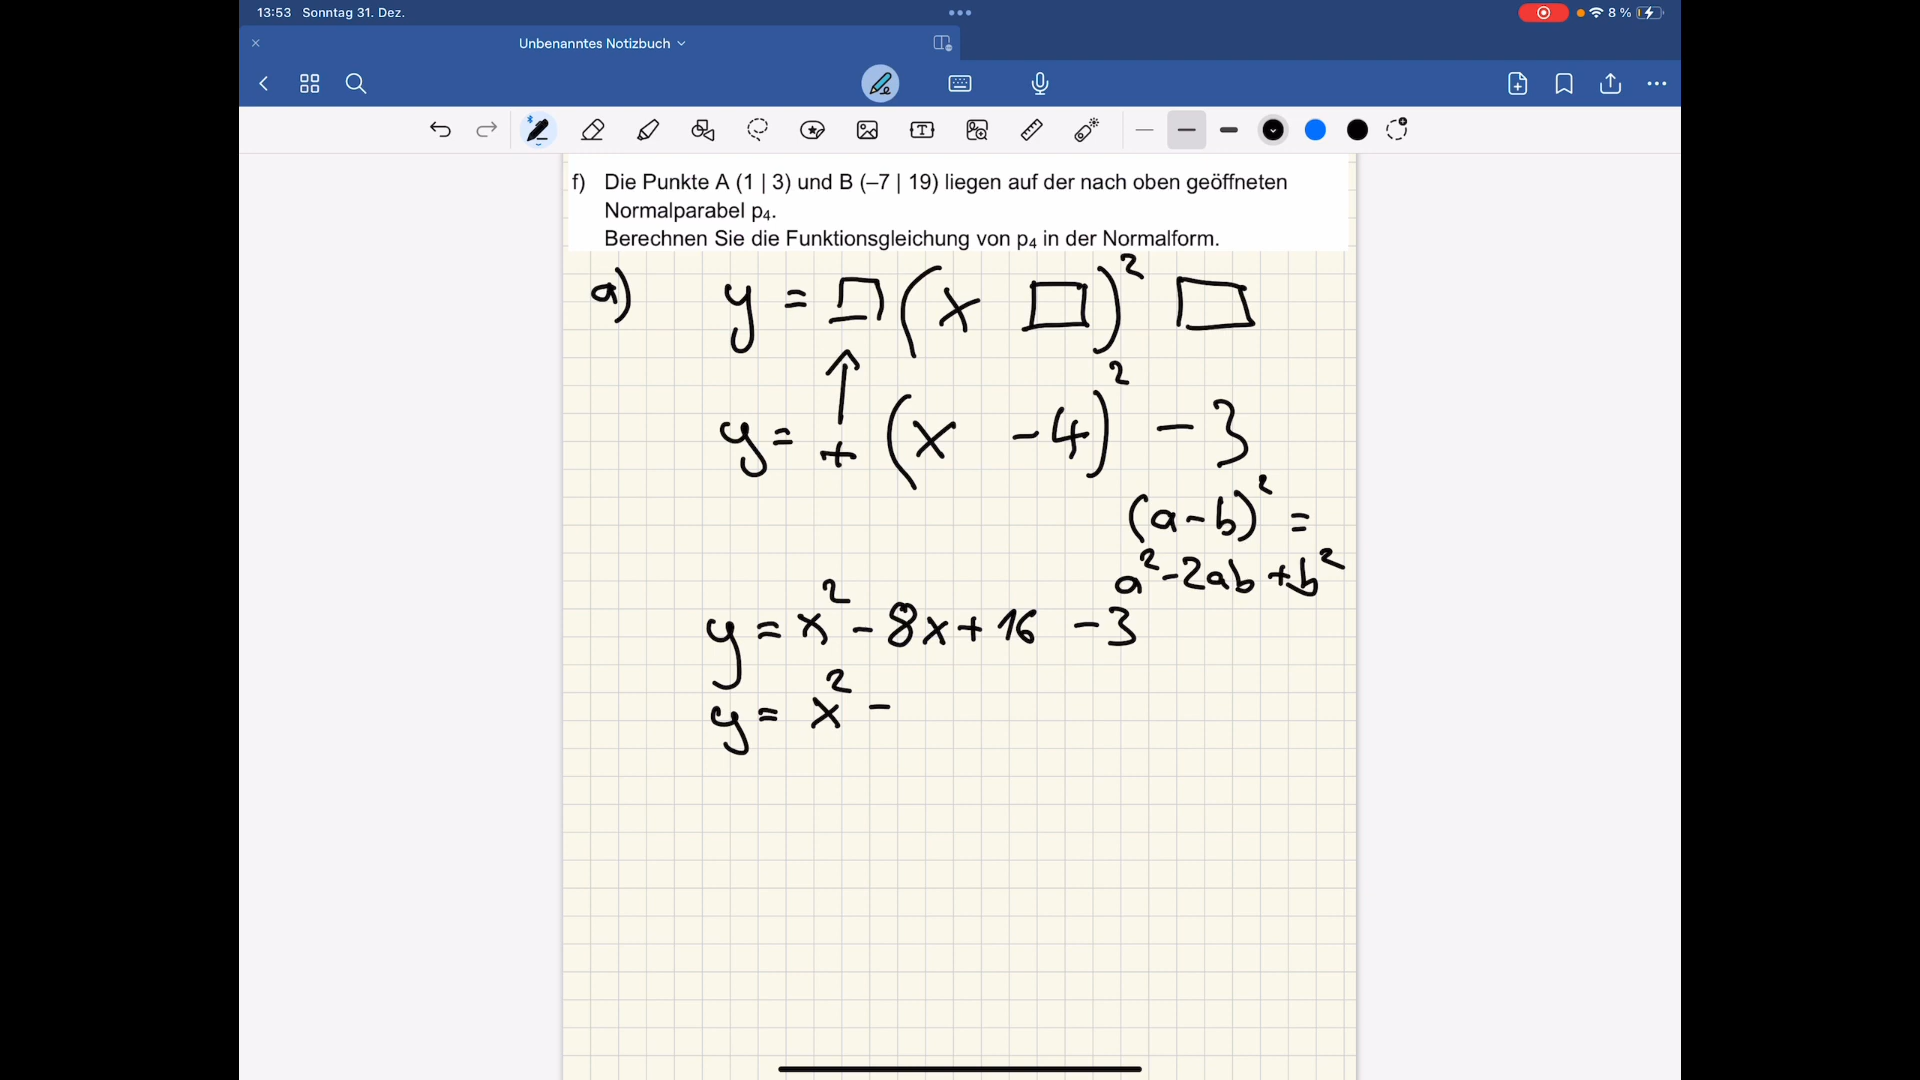 13:53 Sonntag 31. Dez.
8 %
Unbenanntes Notizbuch
f) Die Punkte A (1 | 3) und B (–7 | 19) liegen auf der nach oben geöffneten
Normalparabel p₄.
Berechnen Sie die Funktionsgleichung von p₄ in der Normalform.
a) y = □ (x □)² □
y = + (x - 4)² - 3
(a - b)² =
a² - 2ab + b²
y = x² - 8x + 16 - 3
y = x² -